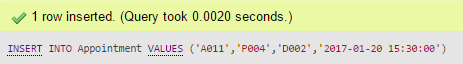 1 row inserted. (Query took 0.0020 seconds.)
INSERT INTO Appointment VALUES ('A011','P004','D002','2017-01-20 15:30:00')